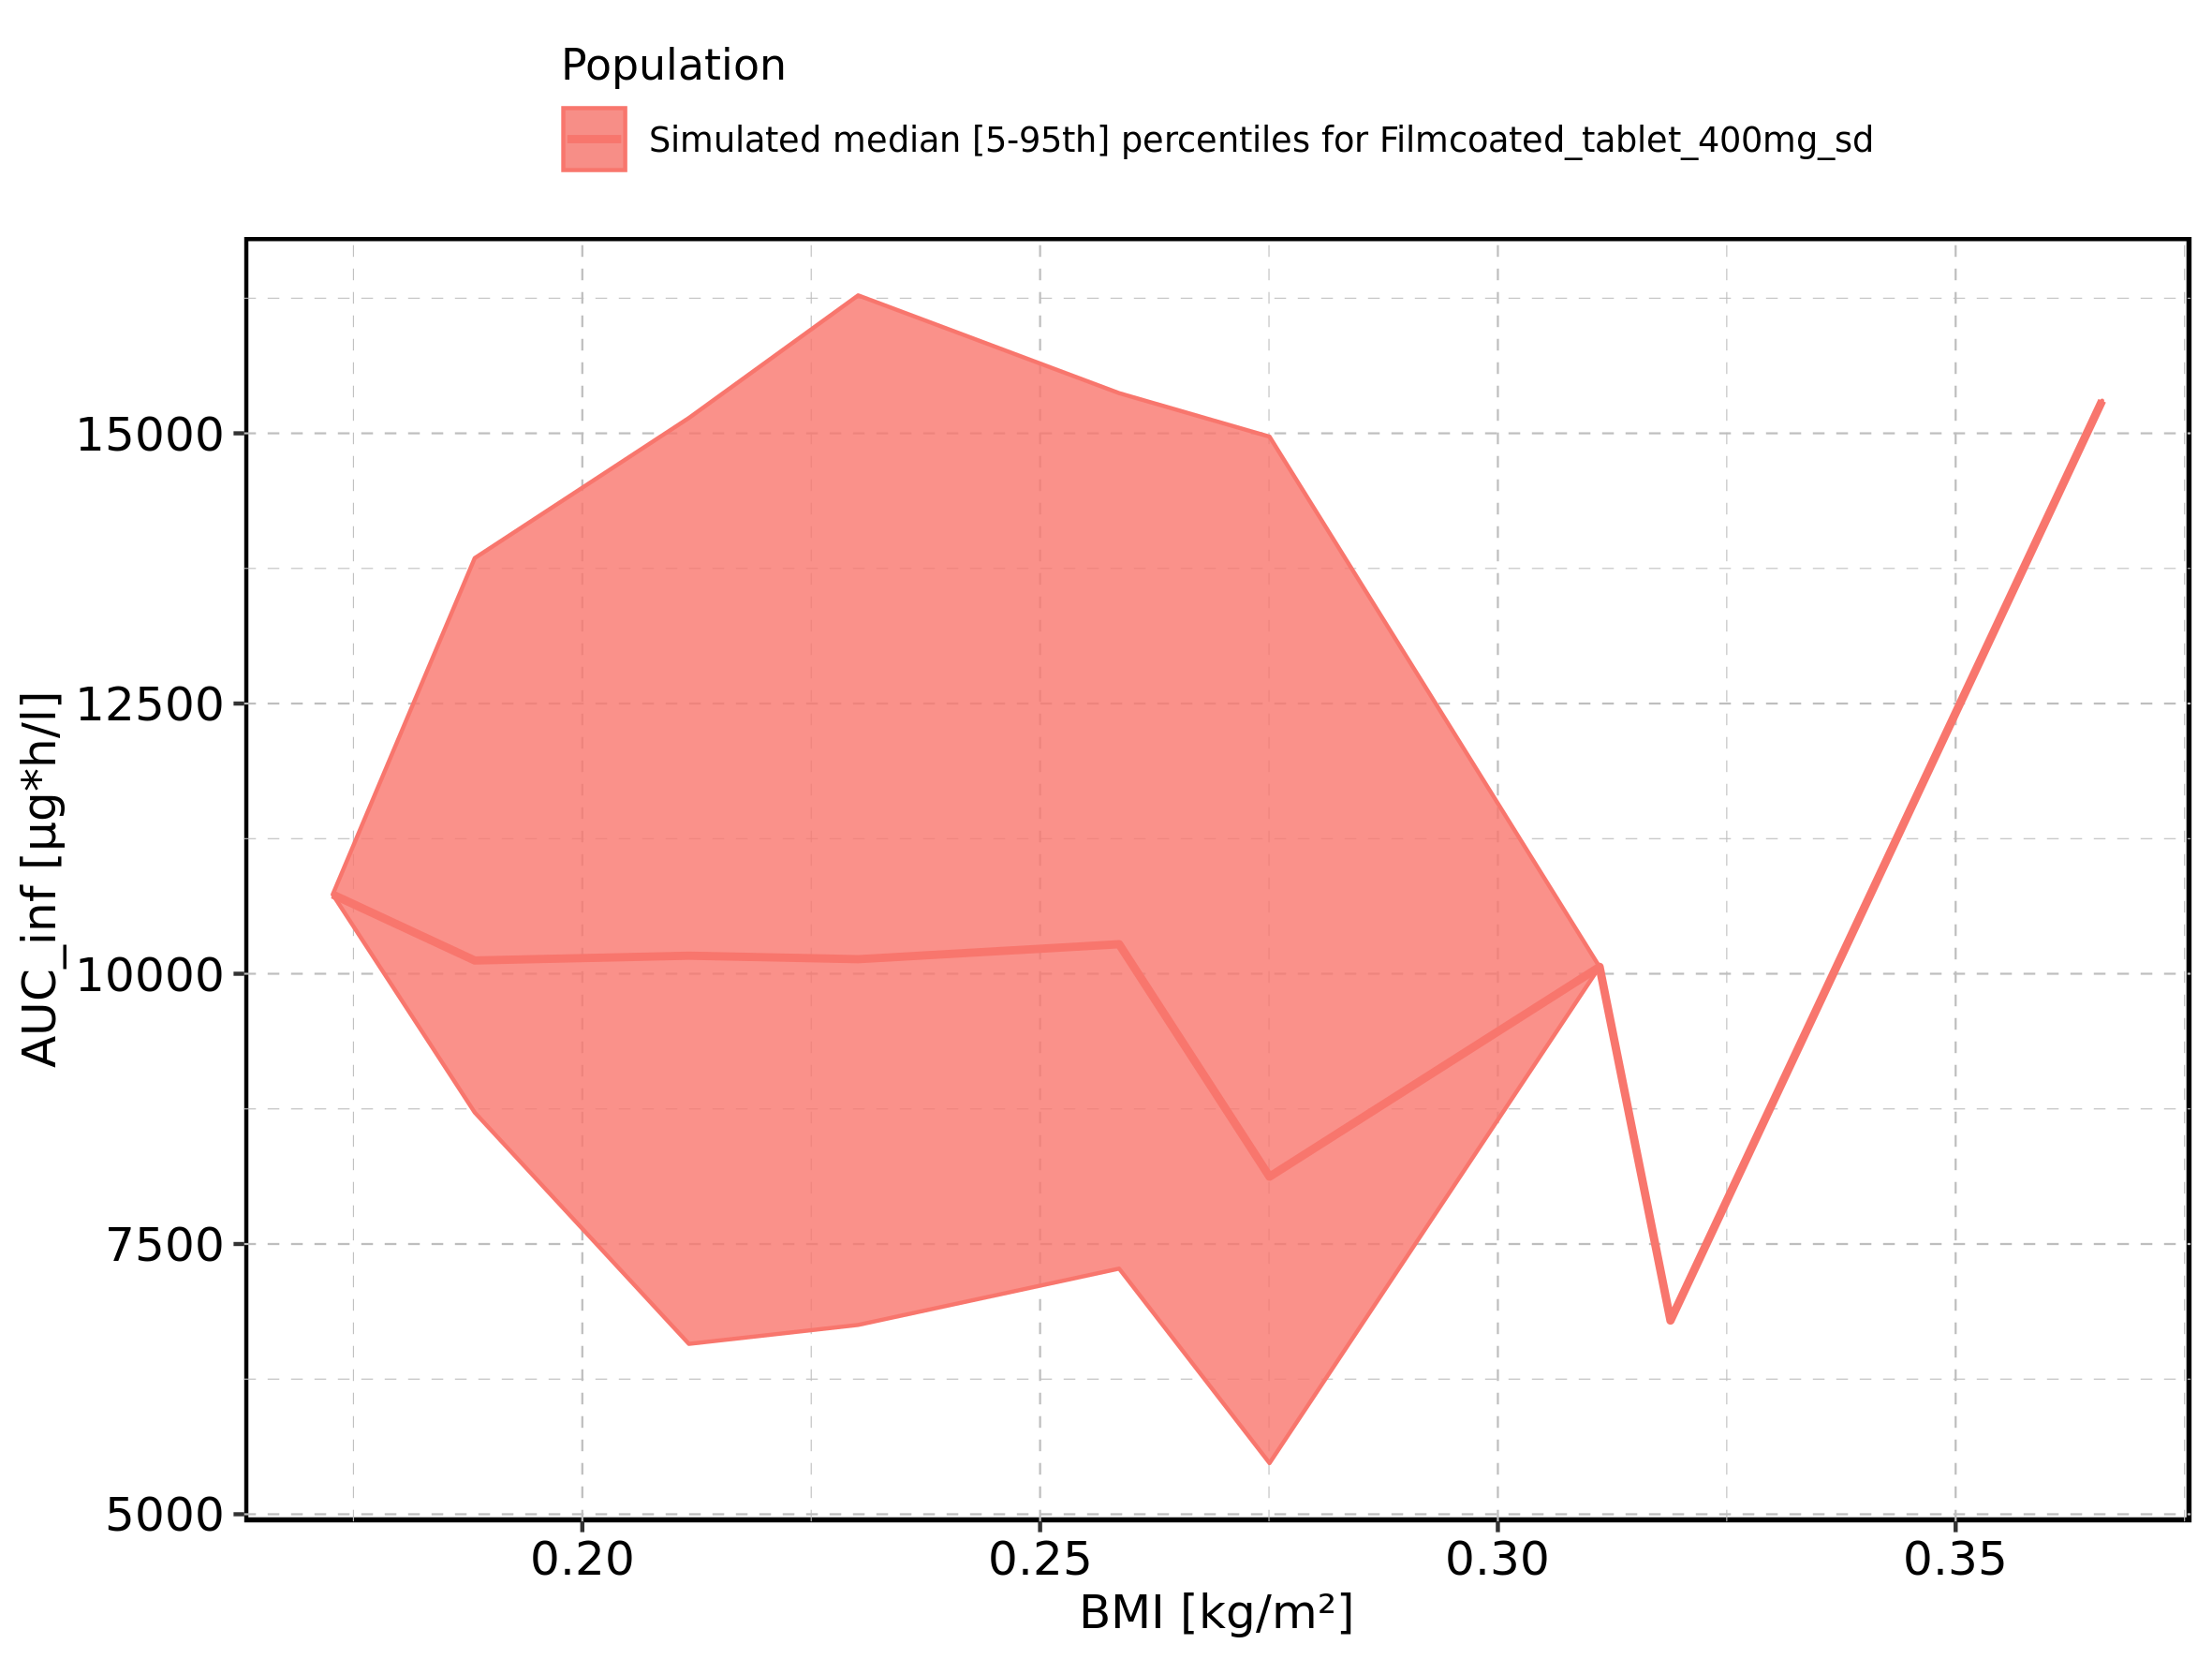 Population
Simulated median [5-95th] percentiles for Filmcoated_tablet_400mg_sd
AUC_inf [µg*h/l]
15000
12500
10000
7500
5000
0.20 0.25 0.30 0.35
BMI [kg/m²]